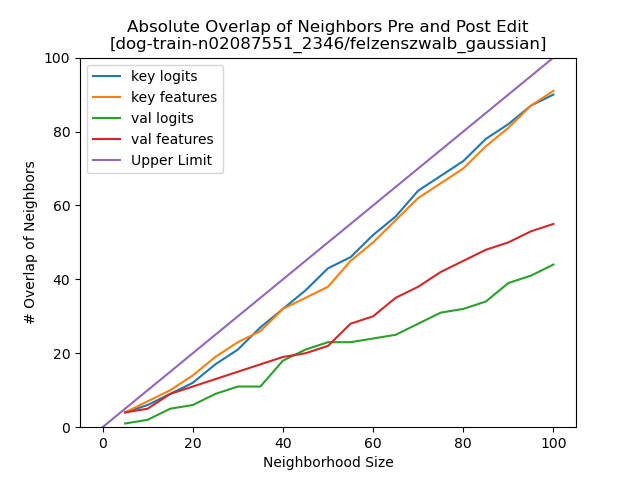 Absolute Overlap of Neighbors Pre and Post Edit
[dog-train-n02087551_2346/felzenszwalb_gaussian]
key logits
key features
val logits
val features
Upper Limit
# Overlap of Neighbors
100
80
60
40
20
0
0 20 40 60 80 100
Neighborhood Size